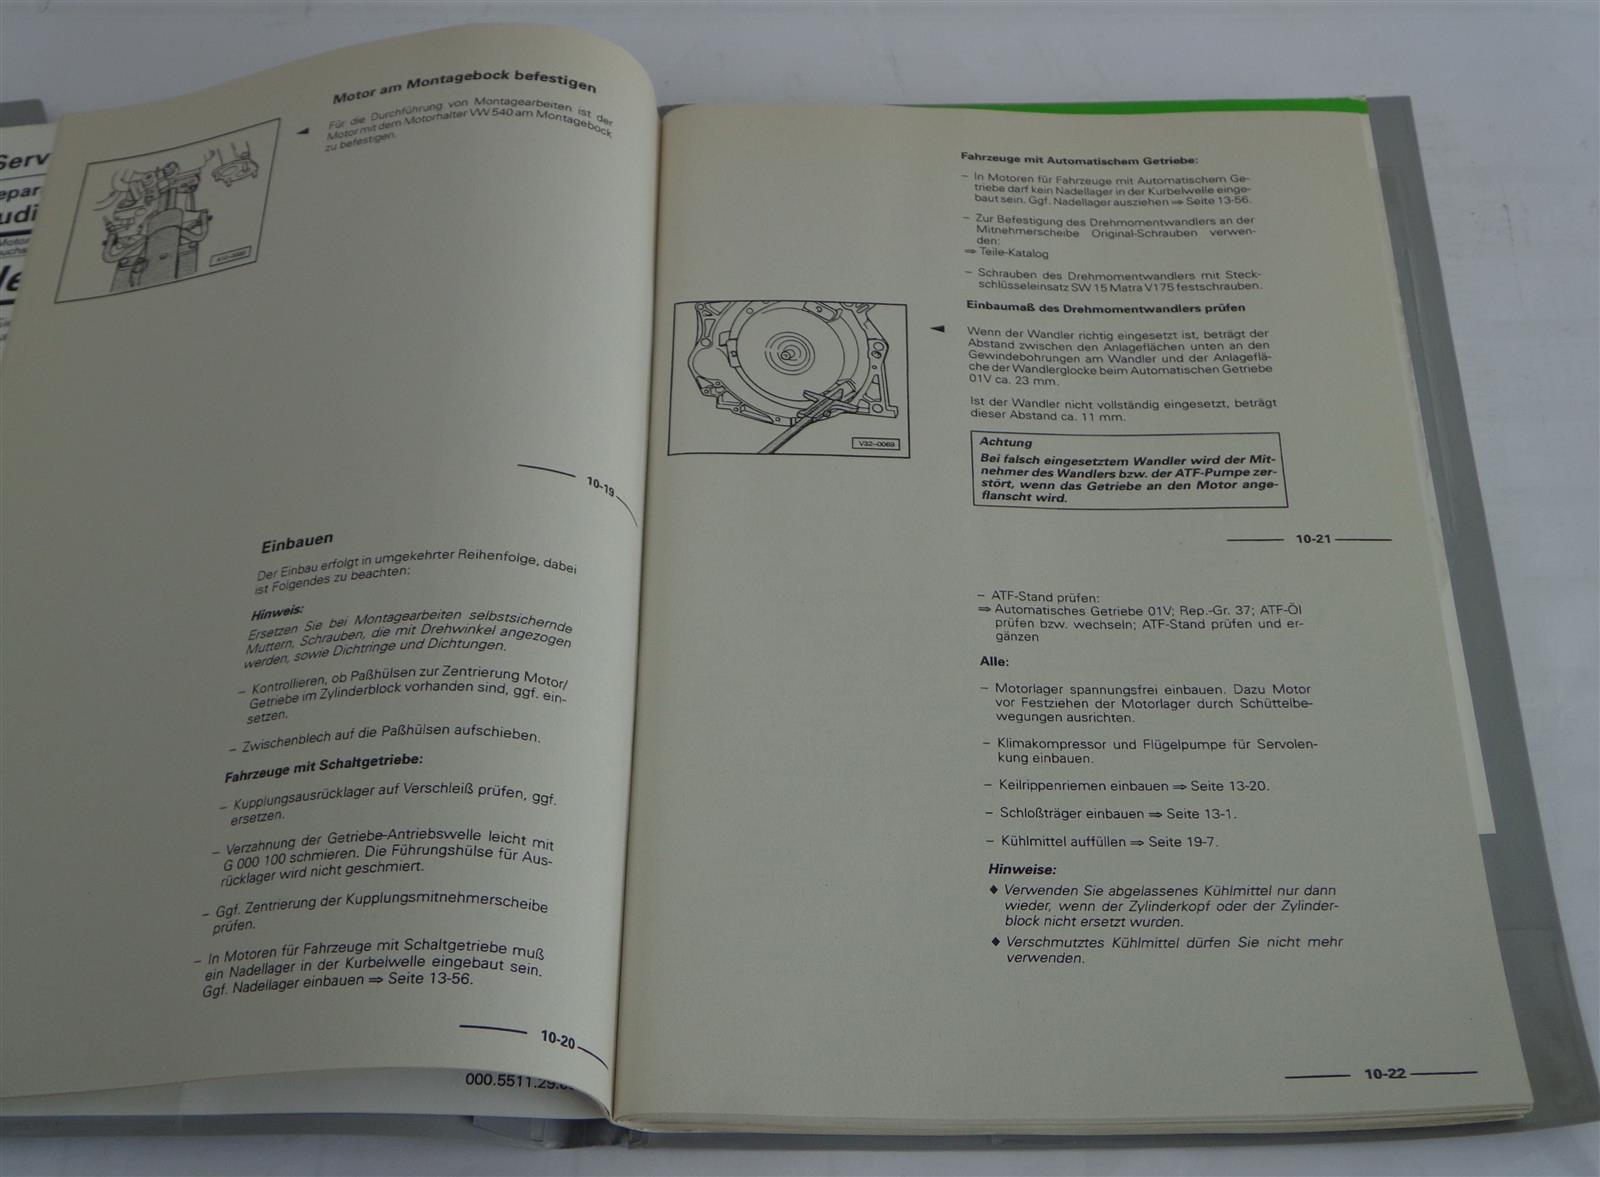 Motor am Montagebock befestigen
Für die Durchführung von Montagearbeiten ist der
Motor mit dem Motorhalter VW 540 am Montagebock
zu befestigen.
10-19
Einbauen
Der Einbau erfolgt in umgekehrter Reihenfolge, dabei
ist Folgendes zu beachten:
Hinweis:
Ersetzen Sie bei Montagearbeiten selbstsichernde
Muttern, Schrauben, die mit Drehwinkel angezogen
werden, sowie Dichtringe und Dichtungen.
– Kontrollieren, ob Paßhülsen zur Zentrierung Motor/
Getriebe im Zylinderblock vorhanden sind, ggf. ein-
setzen.
– Zwischenblech auf die Paßhülsen aufschieben.
Fahrzeuge mit Schaltgetriebe:
– Kupplungsausrücklager auf Verschleiß prüfen, ggf.
ersetzen.
– Verzahnung der Getriebe-Antriebswelle leicht mit
G 000 100 schmieren. Die Führungshülse für Aus-
rücklager wird nicht geschmiert.
– Ggf. Zentrierung der Kupplungsmitnehmerscheibe
prüfen.
– In Motoren für Fahrzeuge mit Schaltgetriebe muß
ein Nadellager in der Kurbelwelle eingebaut sein.
Ggf. Nadellager einbauen ⇒ Seite 13-56.
10-20
000.5511.29.
Fahrzeuge mit Automatischem Getriebe:
– In Motoren für Fahrzeuge mit Automatischem Ge-
triebe darf kein Nadellager in der Kurbelwelle einge-
baut sein. Ggf. Nadellager ausziehen ⇒ Seite 13-56.
– Zur Befestigung des Drehmomentwandlers an der
Mitnehmerscheibe Original-Schrauben verwen-
den:
⇒ Teile-Katalog
– Schrauben des Drehmomentwandlers mit Steck-
schlüsseleinsatz SW 15 Matra V175 festschrauben.
Einbaumaß des Drehmomentwandlers prüfen
Wenn der Wandler richtig eingesetzt ist, beträgt der
Abstand zwischen den Anlageflächen unten an den
Gewindebohrungen am Wandler und der Anlageflä-
che der Wandlerglocke beim Automatischen Getriebe
01V ca. 23 mm.
Ist der Wandler nicht vollständig eingesetzt, beträgt
dieser Abstand ca. 11 mm.
V32-0069
Achtung
Bei falsch eingesetztem Wandler wird der Mit-
nehmer des Wandlers bzw. der ATF-Pumpe zer-
stört, wenn das Getriebe an den Motor ange-
flanscht wird.
10-21
– ATF-Stand prüfen:
⇒ Automatisches Getriebe 01V; Rep.-Gr. 37; ATF-Öl
prüfen bzw. wechseln; ATF-Stand prüfen und er-
gänzen
Alle:
– Motorlager spannungsfrei einbauen. Dazu Motor
vor Festziehen der Motorlager durch Schüttelbe-
wegungen ausrichten.
– Klimakompressor und Flügelpumpe für Servolen-
kung einbauen.
– Keilrippenriemen einbauen ⇒ Seite 13-20.
– Schloßträger einbauen ⇒ Seite 13-1.
– Kühlmittel auffüllen ⇒ Seite 19-7.
Hinweise:
♦ Verwenden Sie abgelassenes Kühlmittel nur dann
wieder, wenn der Zylinderkopf oder der Zylinder-
block nicht ersetzt wurden.
♦ Verschmutztes Kühlmittel dürfen Sie nicht mehr
verwenden.
10-22